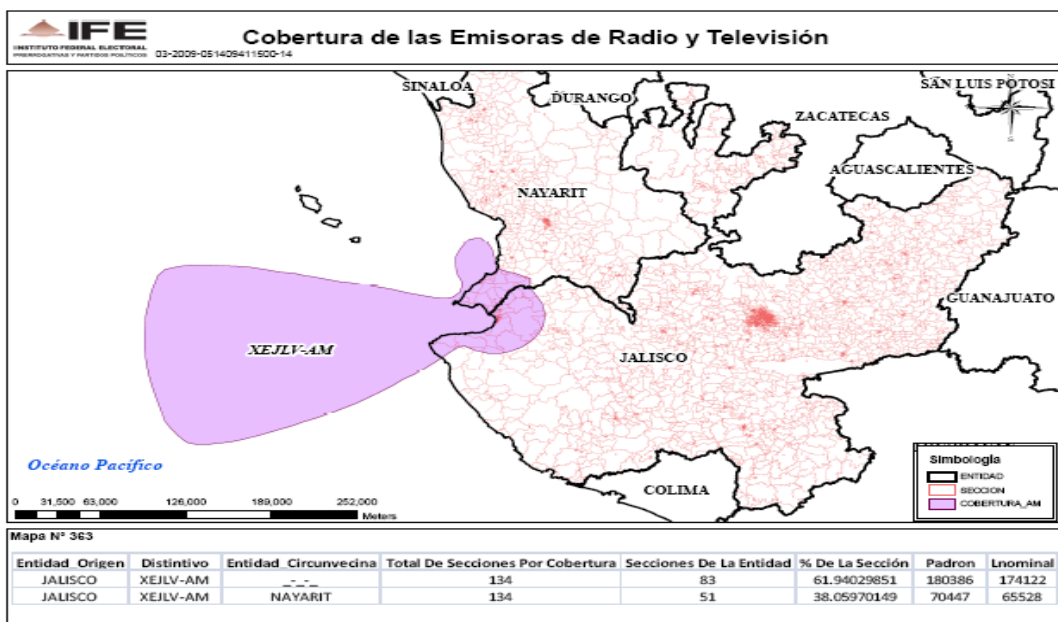 IFE
INSTITUTO FEDERAL ELECTORAL
PRERROGATIVAS Y PARTIDOS POLÍTICOS
03-2009-051409411500-14
Cobertura de las Emisoras de Radio y Televisión
SINALOA
DURANGO
SAN LUIS POTOSI
N
ZACATECAS
AGUASCALIENTES
NAYARIT
GUANAJUATO
XEJLV-AM
JALISCO
Océano Pacífico
COLIMA
Simbología
ENTIDAD
SECCION
COBERTURA_AM
0 31,500 63,000 126,000 189,000 252,000
Meters
Mapa N° 363
Entidad_Origen Distintivo Entidad_Circunvecina Total De Secciones Por Cobertura Secciones De La Entidad % De La Sección Padron Lnominal
JALISCO XEJLV-AM _-_-_ 134 83 61.94029851 180386 174122
JALISCO XEJLV-AM NAYARIT 134 51 38.05970149 70447 65528